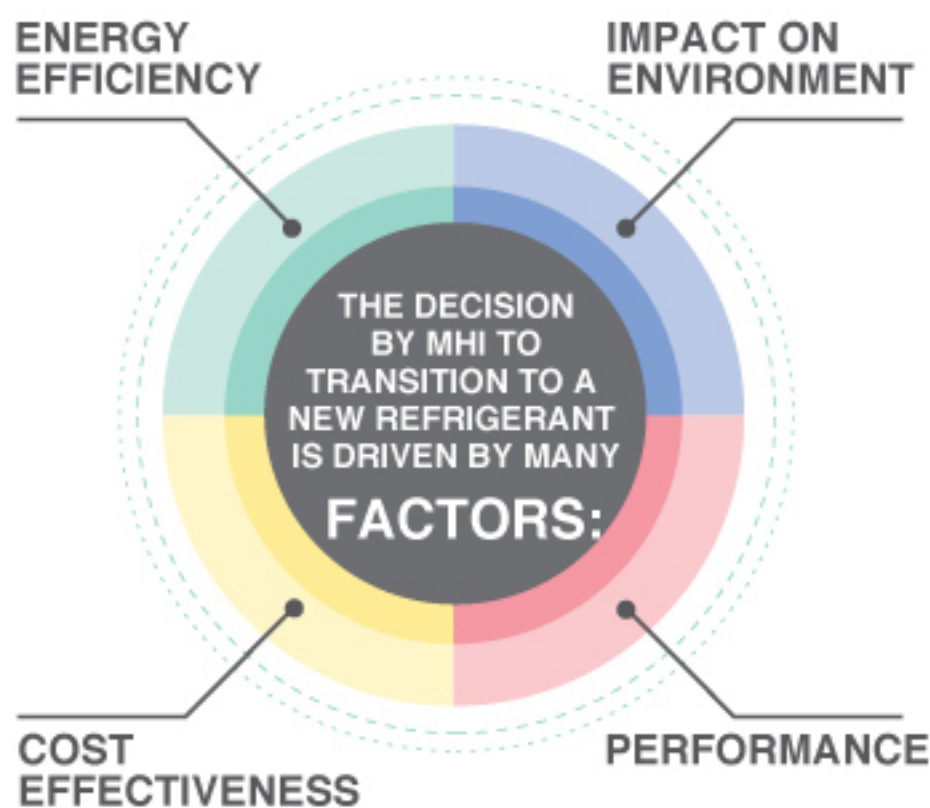 ENERGY
EFFICIENCY
IMPACT ON
ENVIRONMENT
THE DECISION
BY MHI TO
TRANSITION TO A
NEW REFRIGERANT
IS DRIVEN BY MANY
FACTORS:
COST
EFFECTIVENESS
PERFORMANCE